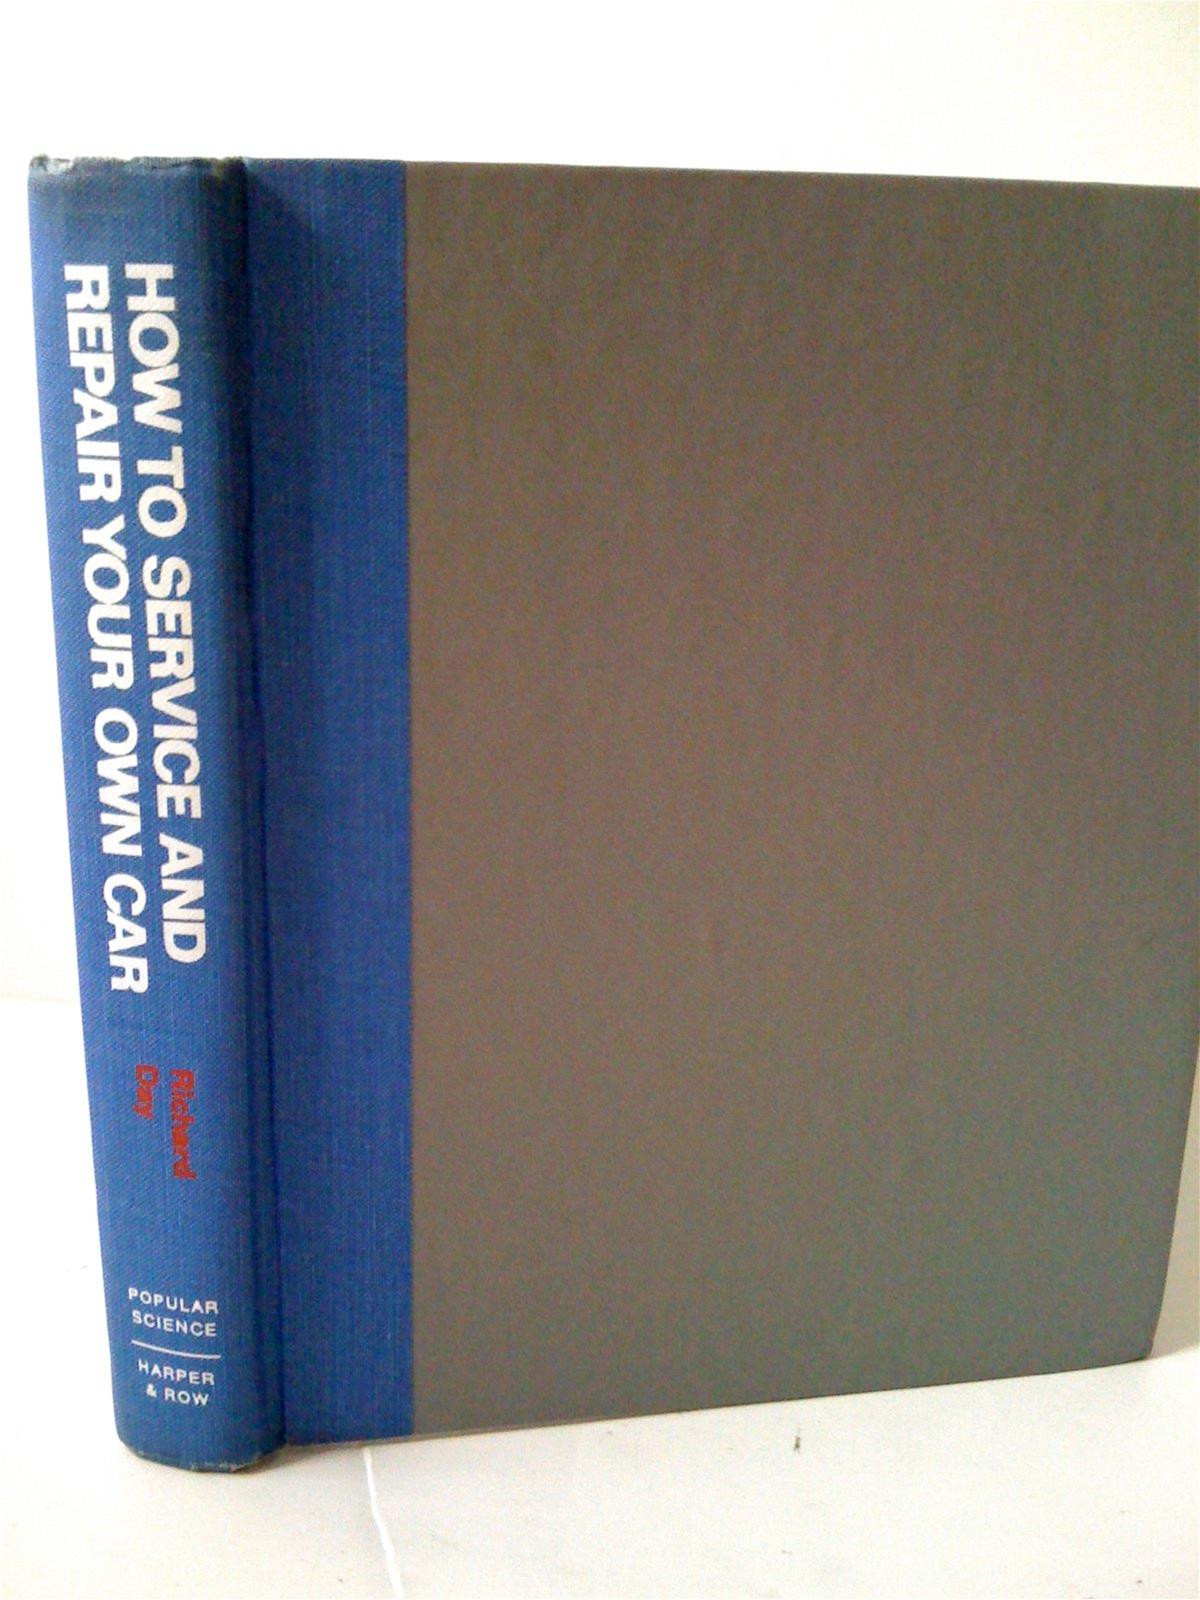 HOW TO SERVICE AND
REPAIR YOUR OWN CAR
Richard
Day
POPULAR
SCIENCE
HARPER
& ROW